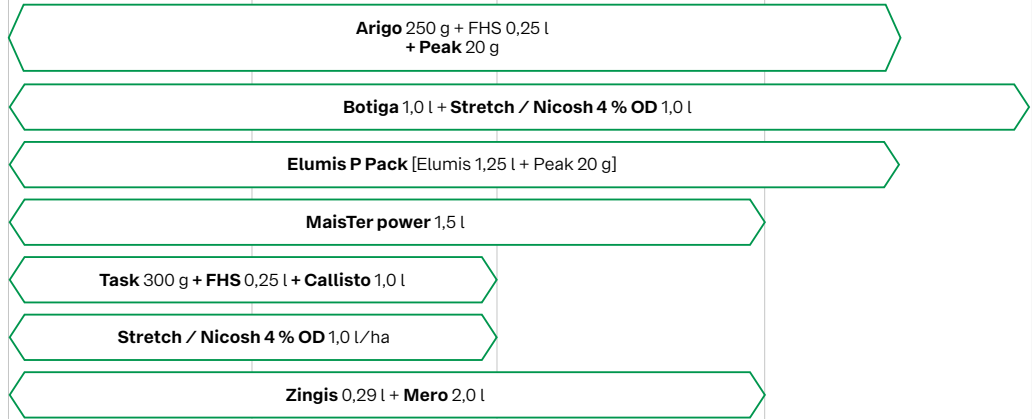 Arigo 250 g + FHS 0,25 l
+ Peak 20 g
Botiga 1,0 l + Stretch / Nicosh 4 % OD 1,0 l
Elumis P Pack [Elumis 1,25 l + Peak 20 g]
MaisTer power 1,5 l
Task 300 g + FHS 0,25 l + Callisto 1,0 l
Stretch / Nicosh 4 % OD 1,0 l/ha
Zingis 0,29 l + Mero 2,0 l